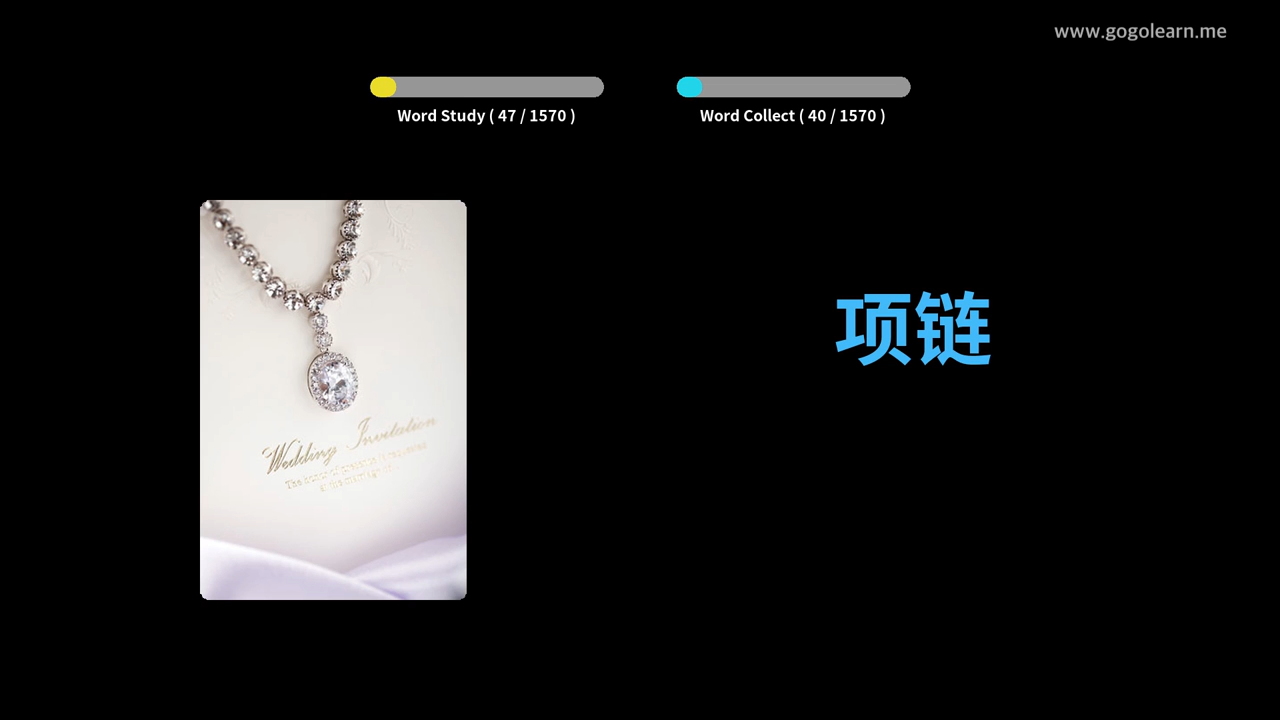 www.gogolearn.me
Word Study ( 47 / 1570 )
Word Collect ( 40 / 1570 )
项链
Wedding Invitation